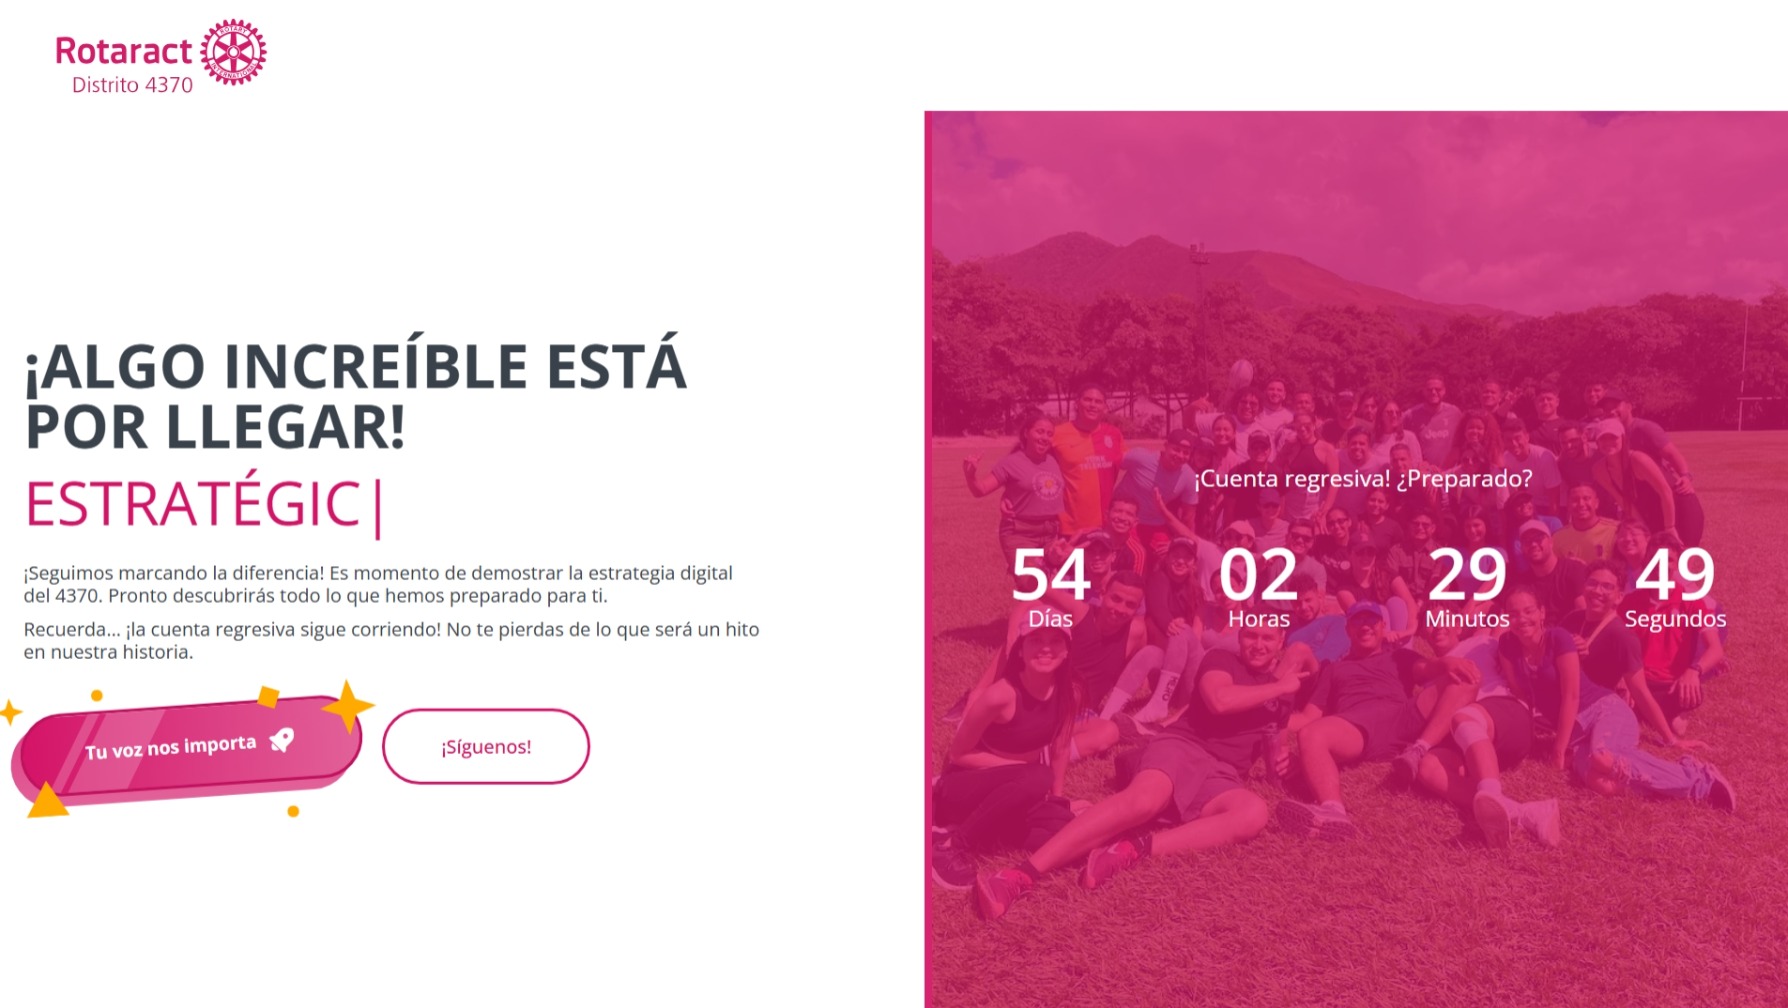 Rotaract
Distrito 4370
ROTARY
INTERNATIONAL
¡ALGO INCREÍBLE ESTÁ
POR LLEGAR!
ESTRATÉGIC|
¡Seguimos marcando la diferencia! Es momento de demostrar la estrategia digital
del 4370. Pronto descubrirás todo lo que hemos preparado para ti.
Recuerda... ¡la cuenta regresiva sigue corriendo! No te pierdas de lo que será un hito
en nuestra historia.
Tu voz nos importa
¡Síguenos!
¡Cuenta regresiva! ¿Preparado?
54 02 29 49
Días Horas Minutos Segundos